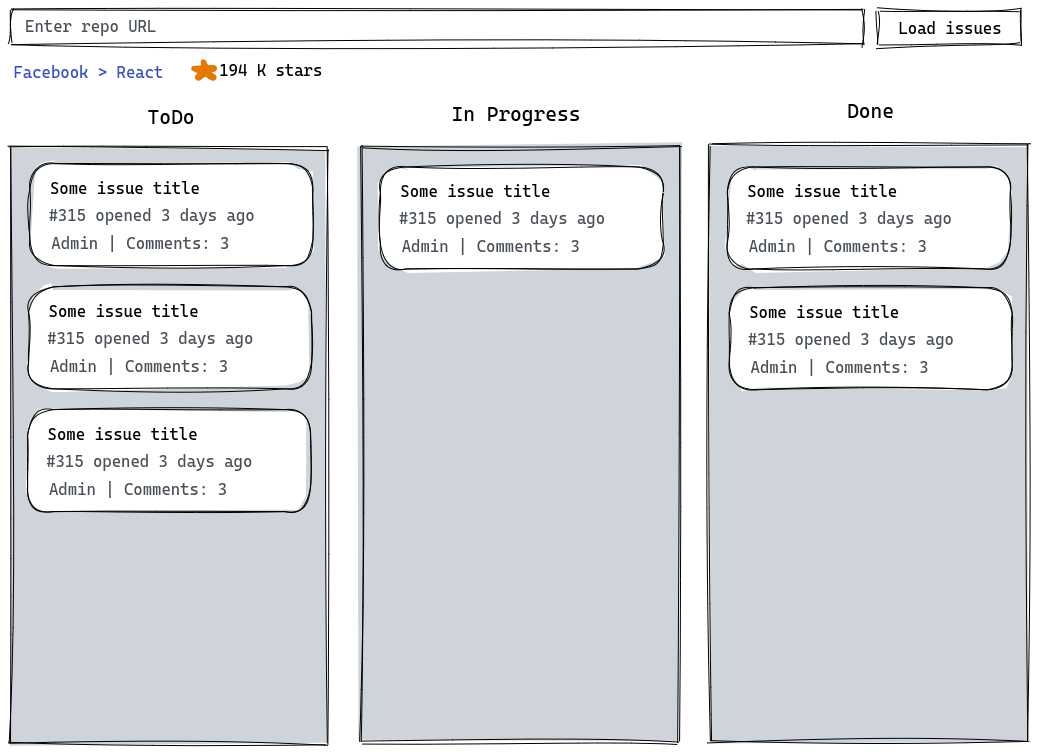 Enter repo URL
Load issues
Facebook > React
194 K stars
ToDo
Some issue title
#315 opened 3 days ago
Admin | Comments: 3
Some issue title
#315 opened 3 days ago
Admin | Comments: 3
Some issue title
#315 opened 3 days ago
Admin | Comments: 3
In Progress
Some issue title
#315 opened 3 days ago
Admin | Comments: 3
Done
Some issue title
#315 opened 3 days ago
Admin | Comments: 3
Some issue title
#315 opened 3 days ago
Admin | Comments: 3